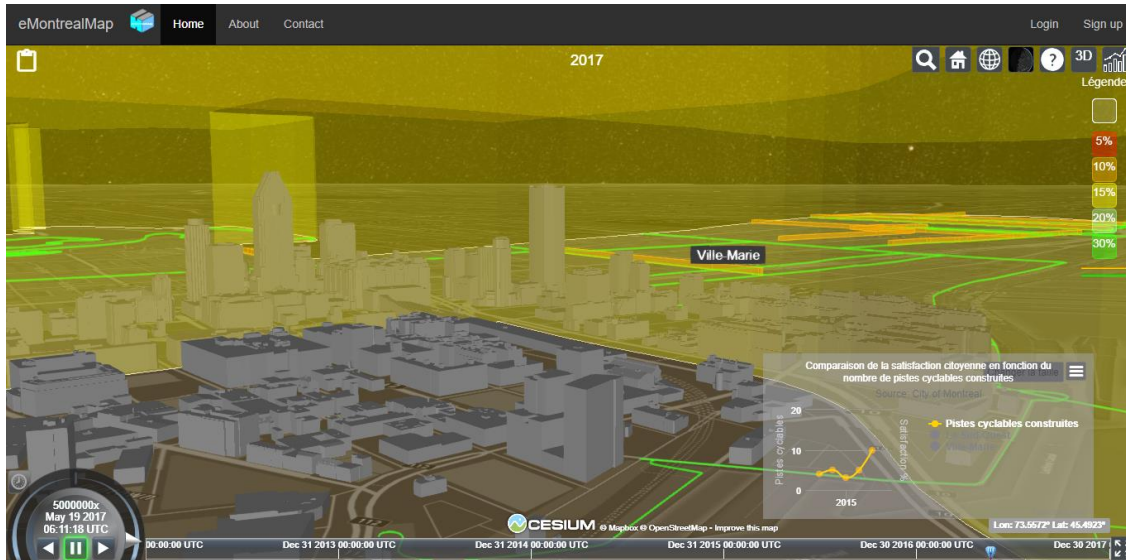 eMontrealMap Home About Contact Login Sign up
2017
?
3D
Légende
5%
10%
15%
20%
30%
Ville-Marie
Comparaison de la satisfaction citoyenne en fonction du
nombre de pistes cyclables construites
Source: City of Montreal
20
10
0
Pistes cyclables
Satisfaction %
2015
Pistes cyclables construites
5000000x
May 19 2017
06:11:18 UTC
CESIUM © Mapbox © OpenStreetMap - Improve this map
Lon: 73.5572° Lat: 45.4923°
00:00:00 UTC Dec 31 2013 00:00:00 UTC Dec 31 2014 00:00:00 UTC Dec 31 2015 00:00:00 UTC Dec 30 2016 00:00:00 UTC Dec 30 2017